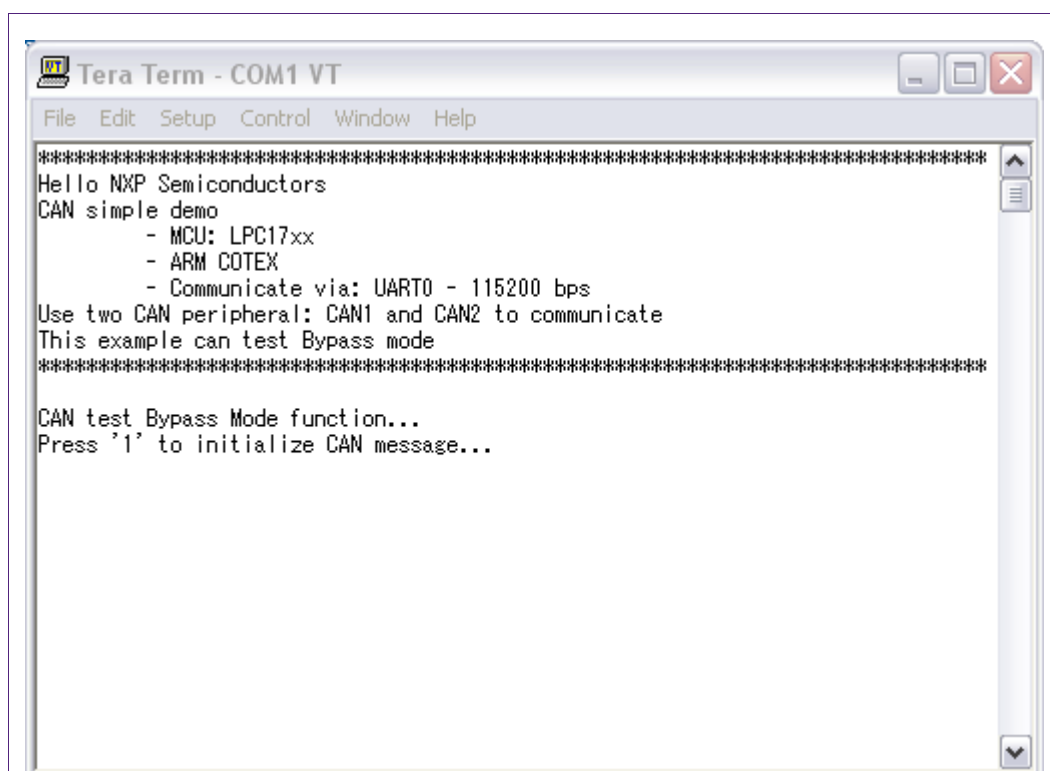 Tera Term - COM1 VT
File Edit Setup Control Window Help
*******************************************************************************
Hello NXP Semiconductors
CAN simple demo
- MCU: LPC17xx
- ARM COTEX
- Communicate via: UART0 - 115200 bps
Use two CAN peripheral: CAN1 and CAN2 to communicate
This example can test Bypass mode
*******************************************************************************
CAN test Bypass Mode function...
Press '1' to initialize CAN message...